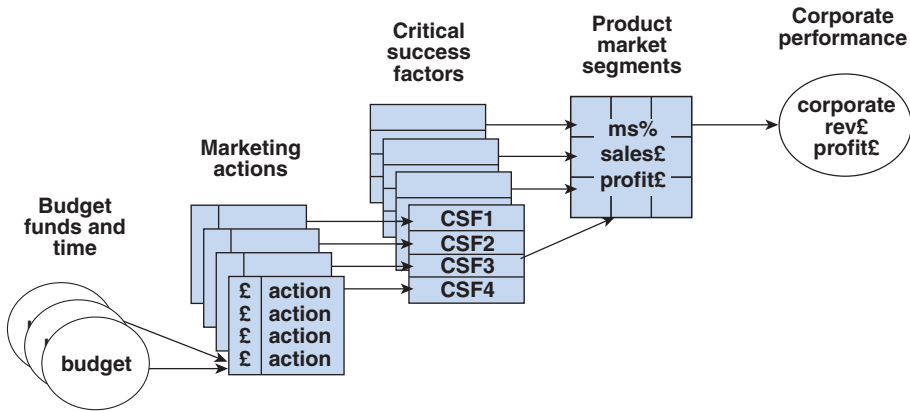 Corporate
performance
Product
market
segments
Critical
success
factors
Marketing
actions
Budget
funds and
time
corporate
rev£
profit£
ms%
sales£
profit£
CSF1
CSF2
CSF3
CSF4
£ action
£ action
£ action
£ action
budget